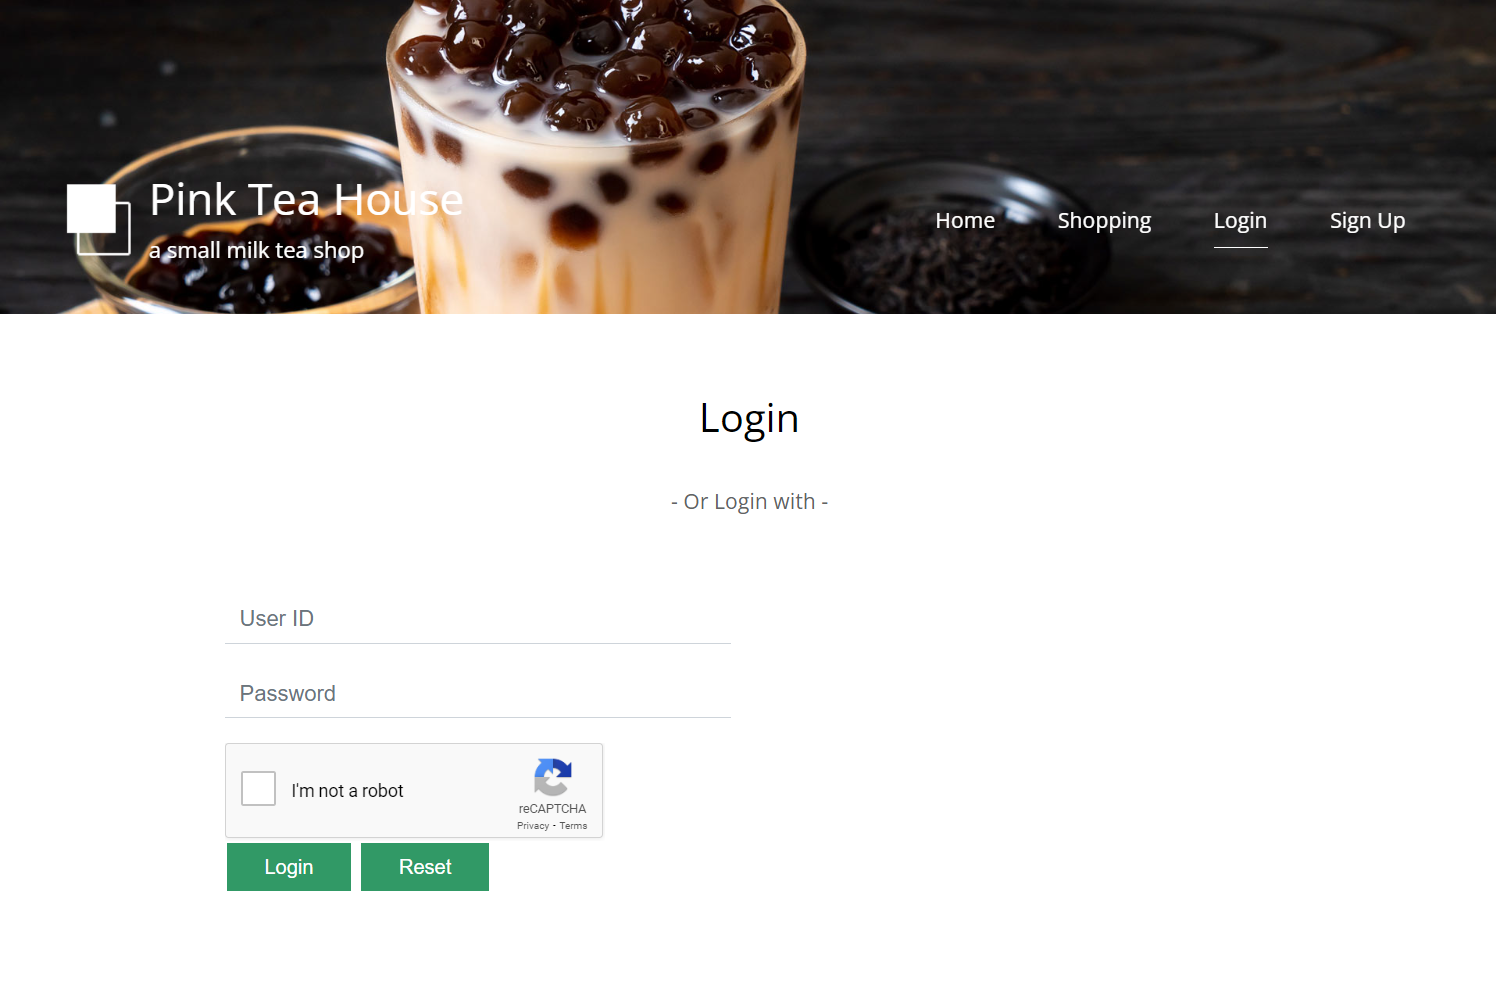 Pink Tea House
a small milk tea shop
Home Shopping Login Sign Up
Login
- Or Login with -
User ID
Password
I'm not a robot
reCAPTCHA
Privacy - Terms
Login Reset